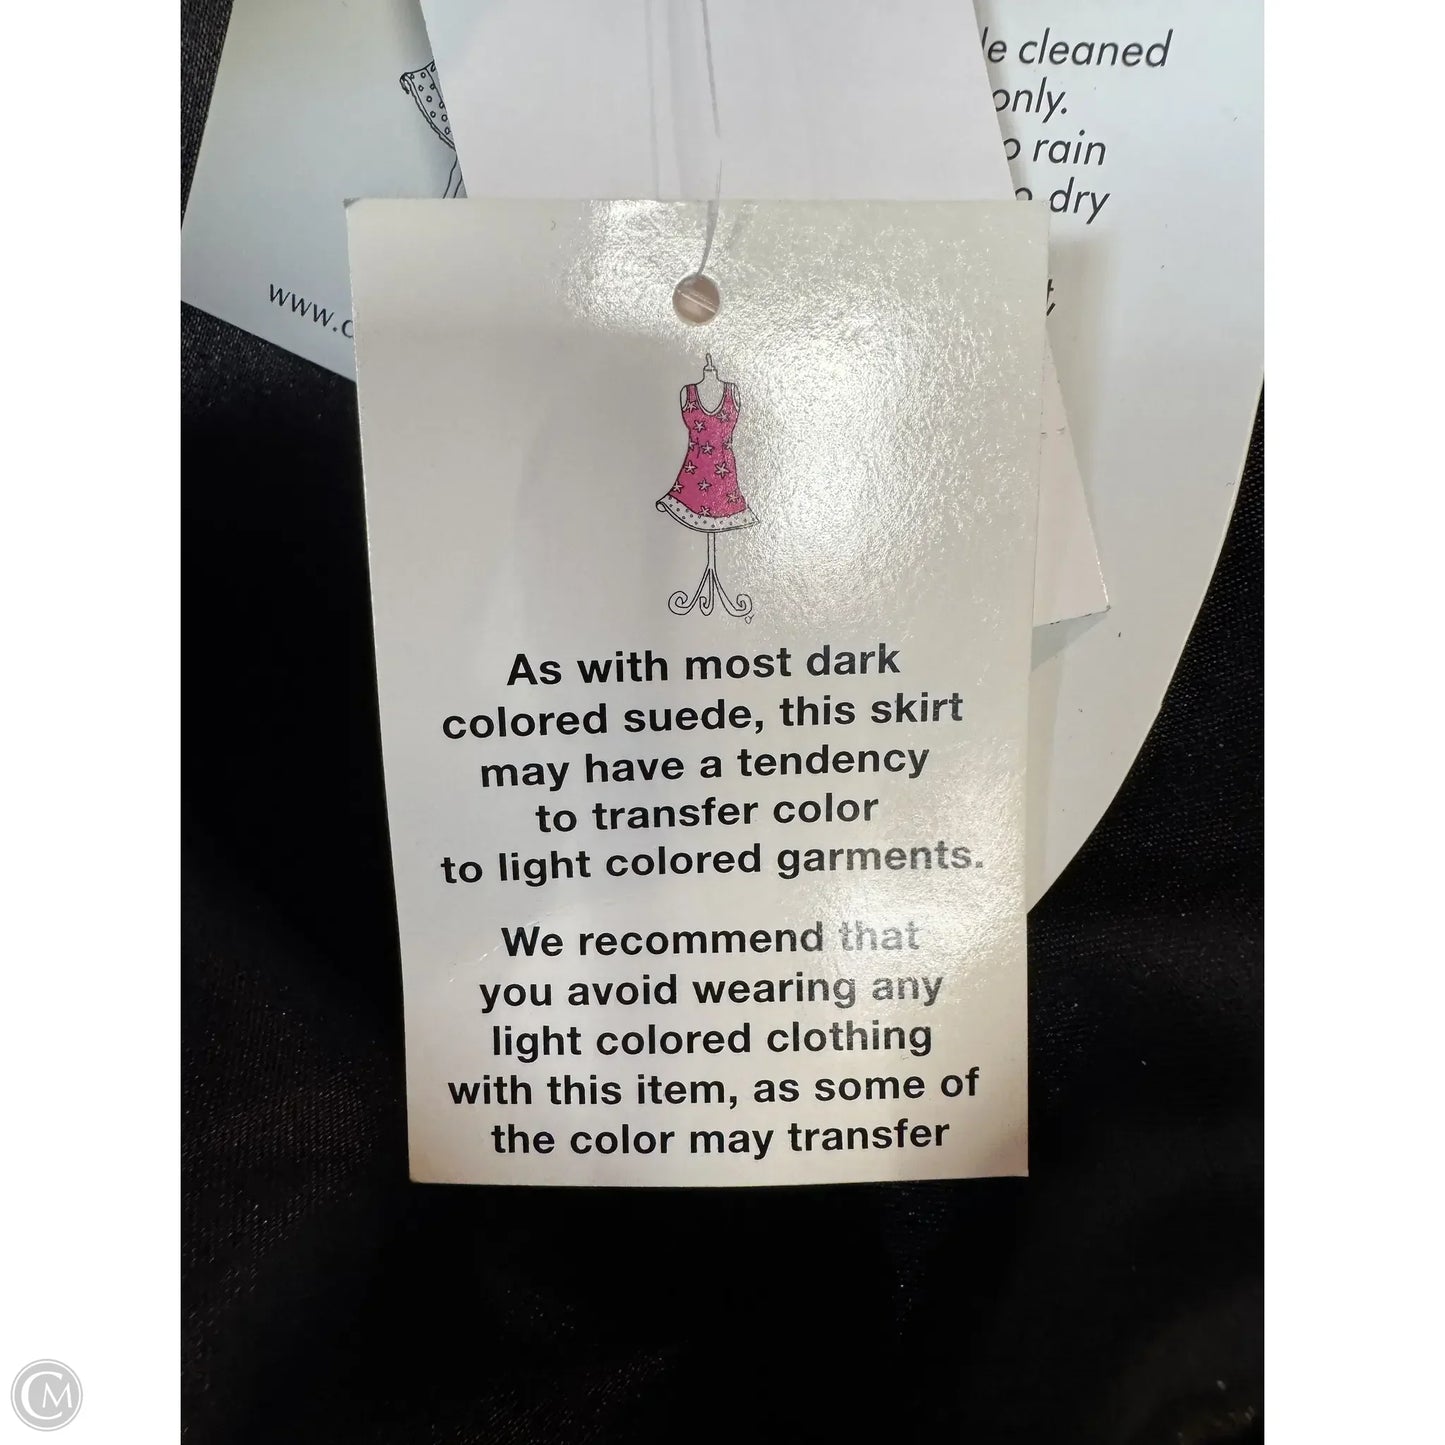 cleaned
only.
rain
dry
www.
As with most dark
colored suede, this skirt
may have a tendency
to transfer color
to light colored garments.
We recommend that
you avoid wearing any
light colored clothing
with this item, as some of
the color may transfer
CM